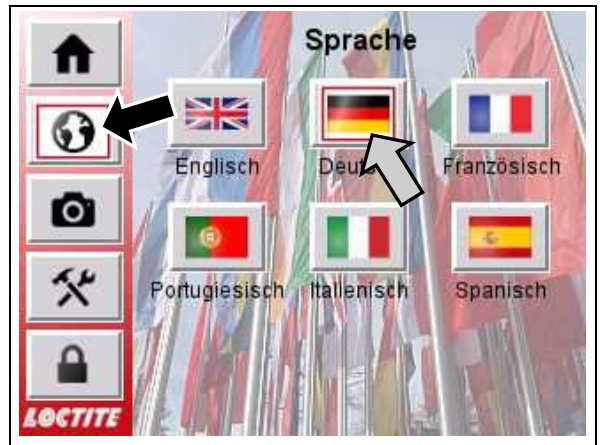 Sprache
Englisch
Französisch
Portugiesisch
Italienisch
Spanisch
LOCTITE